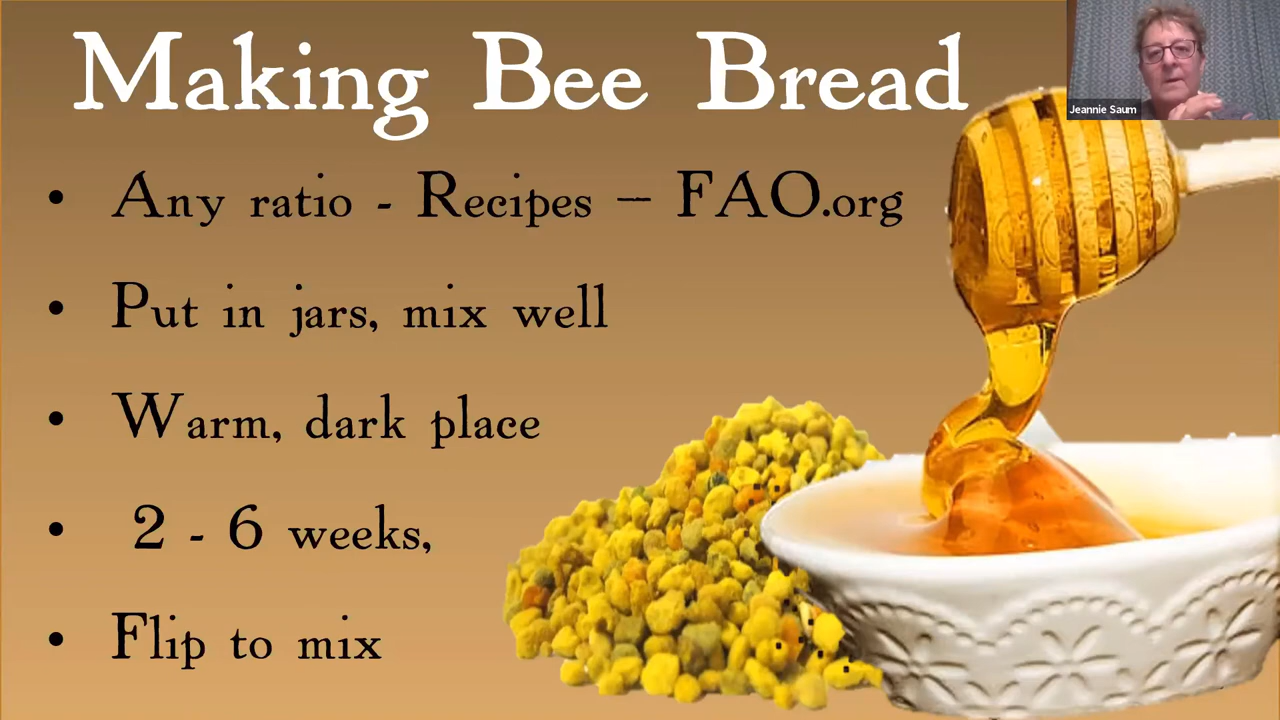 Making Bee Bread
Jeannie Saum
• Any ratio - Recipes – FAO.org
• Put in jars, mix well
• Warm, dark place
• 2 - 6 weeks,
• Flip to mix